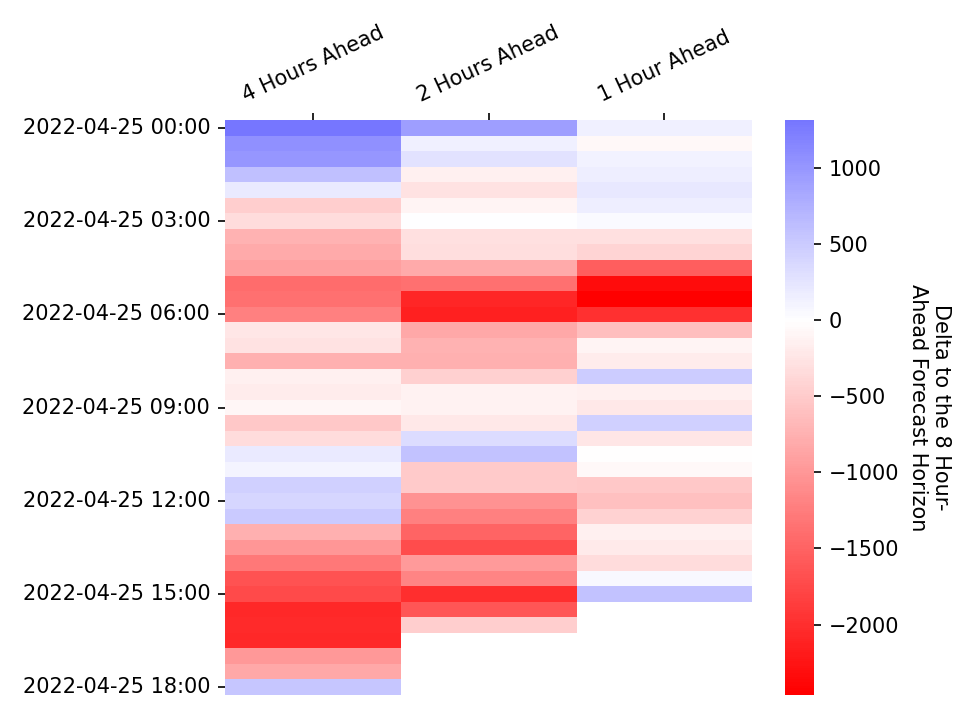 4 Hours Ahead
2 Hours Ahead
1 Hour Ahead
2022-04-25 00:00
2022-04-25 03:00
2022-04-25 06:00
2022-04-25 09:00
2022-04-25 12:00
2022-04-25 15:00
2022-04-25 18:00
1000
500
0
−500
−1000
−1500
−2000
Delta to the 8 Hour-
Ahead Forecast Horizon